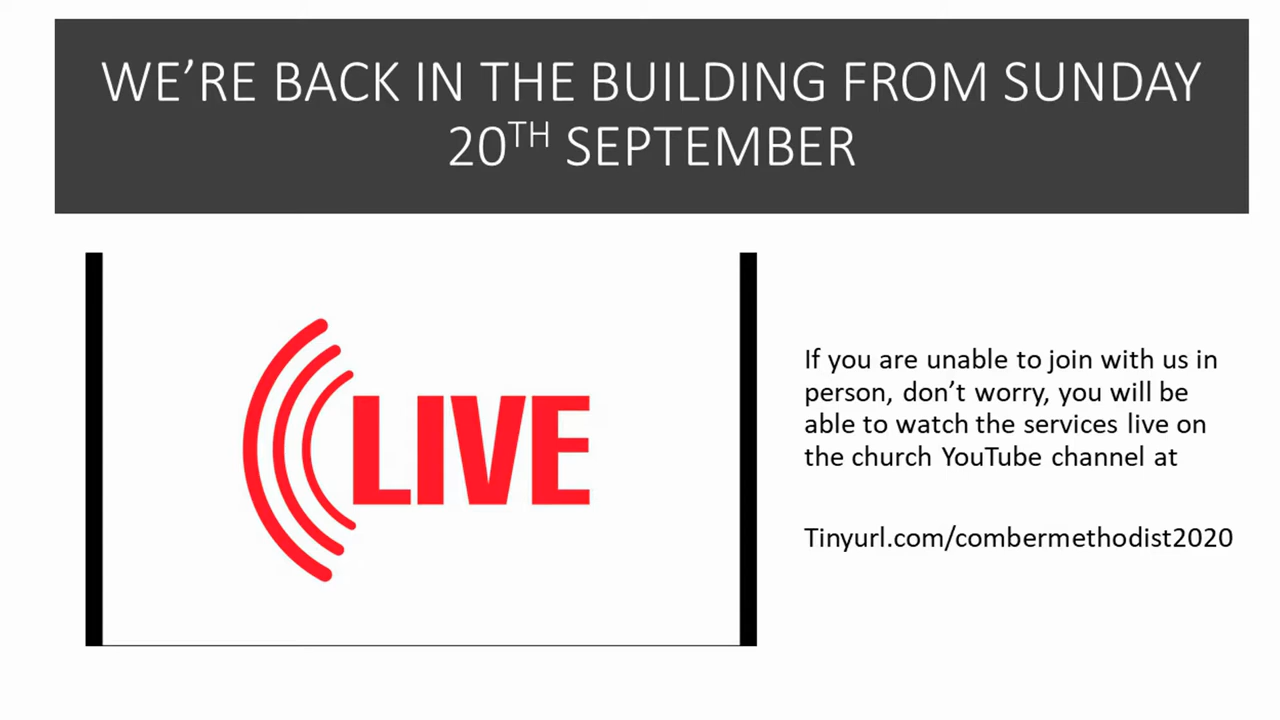 WE’RE BACK IN THE BUILDING FROM SUNDAY
20TH SEPTEMBER
LIVE
If you are unable to join with us in
person, don’t worry, you will be
able to watch the services live on
the church YouTube channel at
Tinyurl.com/combermethodist2020